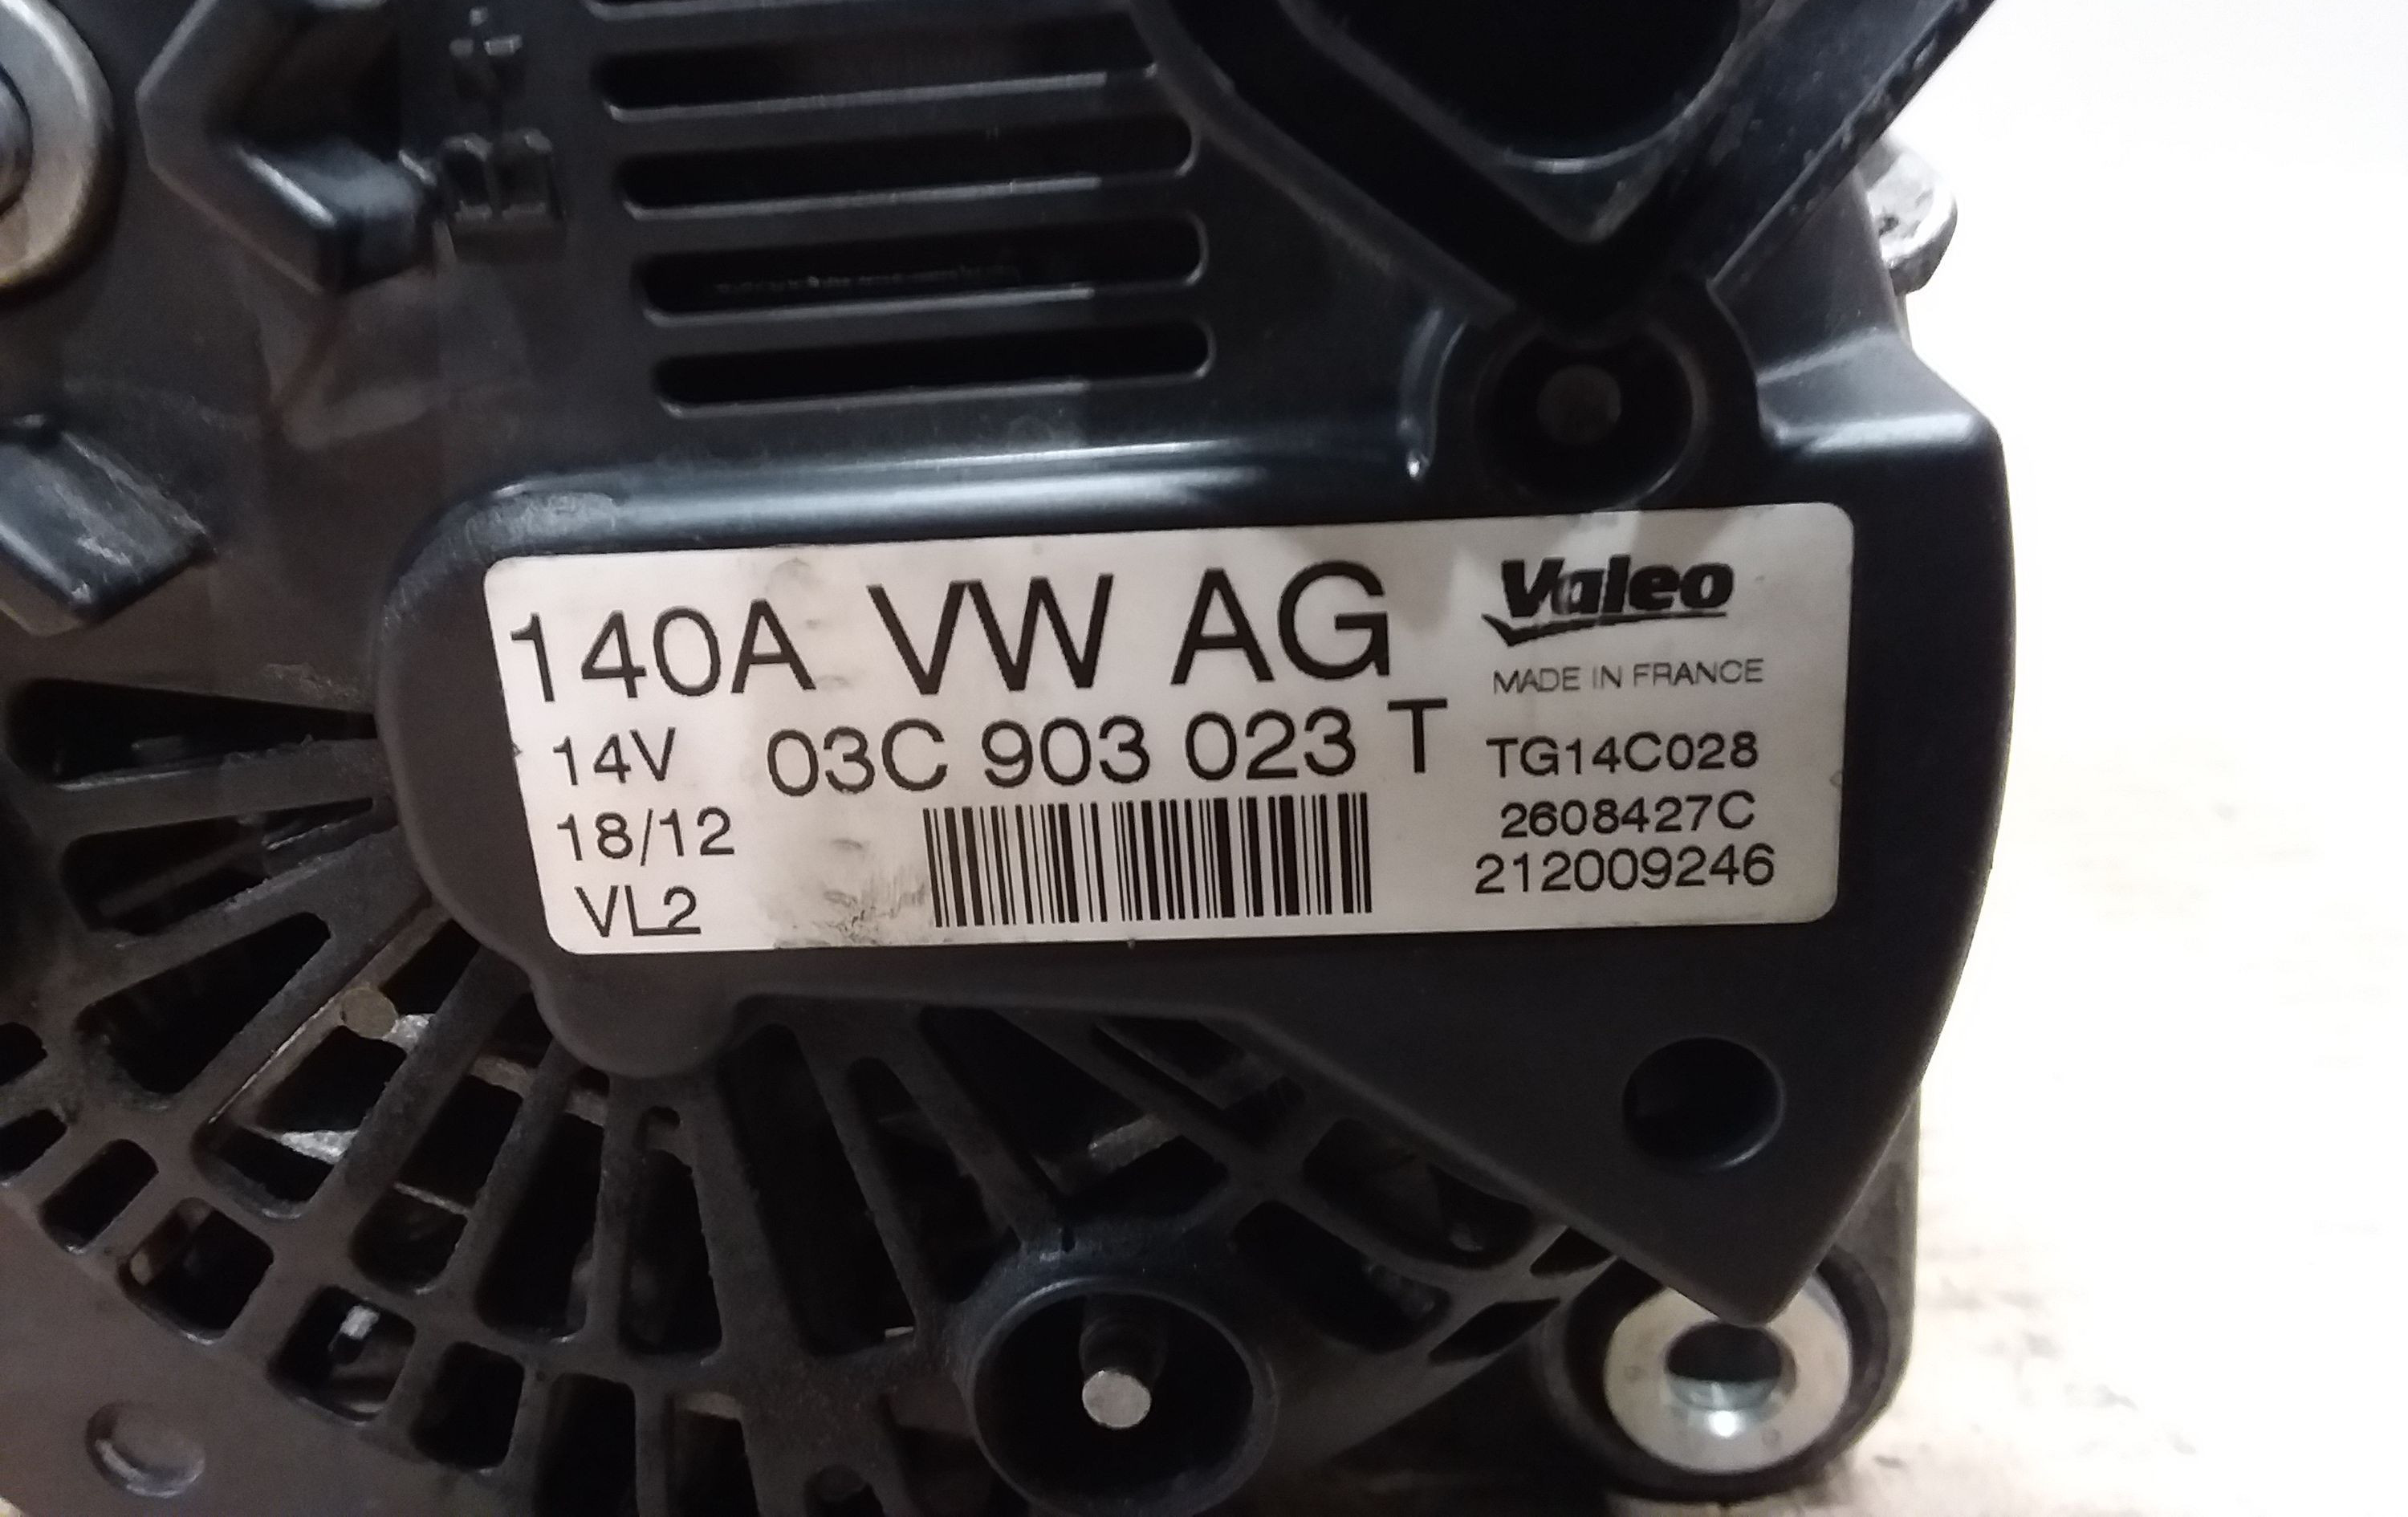 140A VW AG
14V 03C 903 023 T
18/12
VL2
Valeo
MADE IN FRANCE
TG14C028
2608427C
212009246